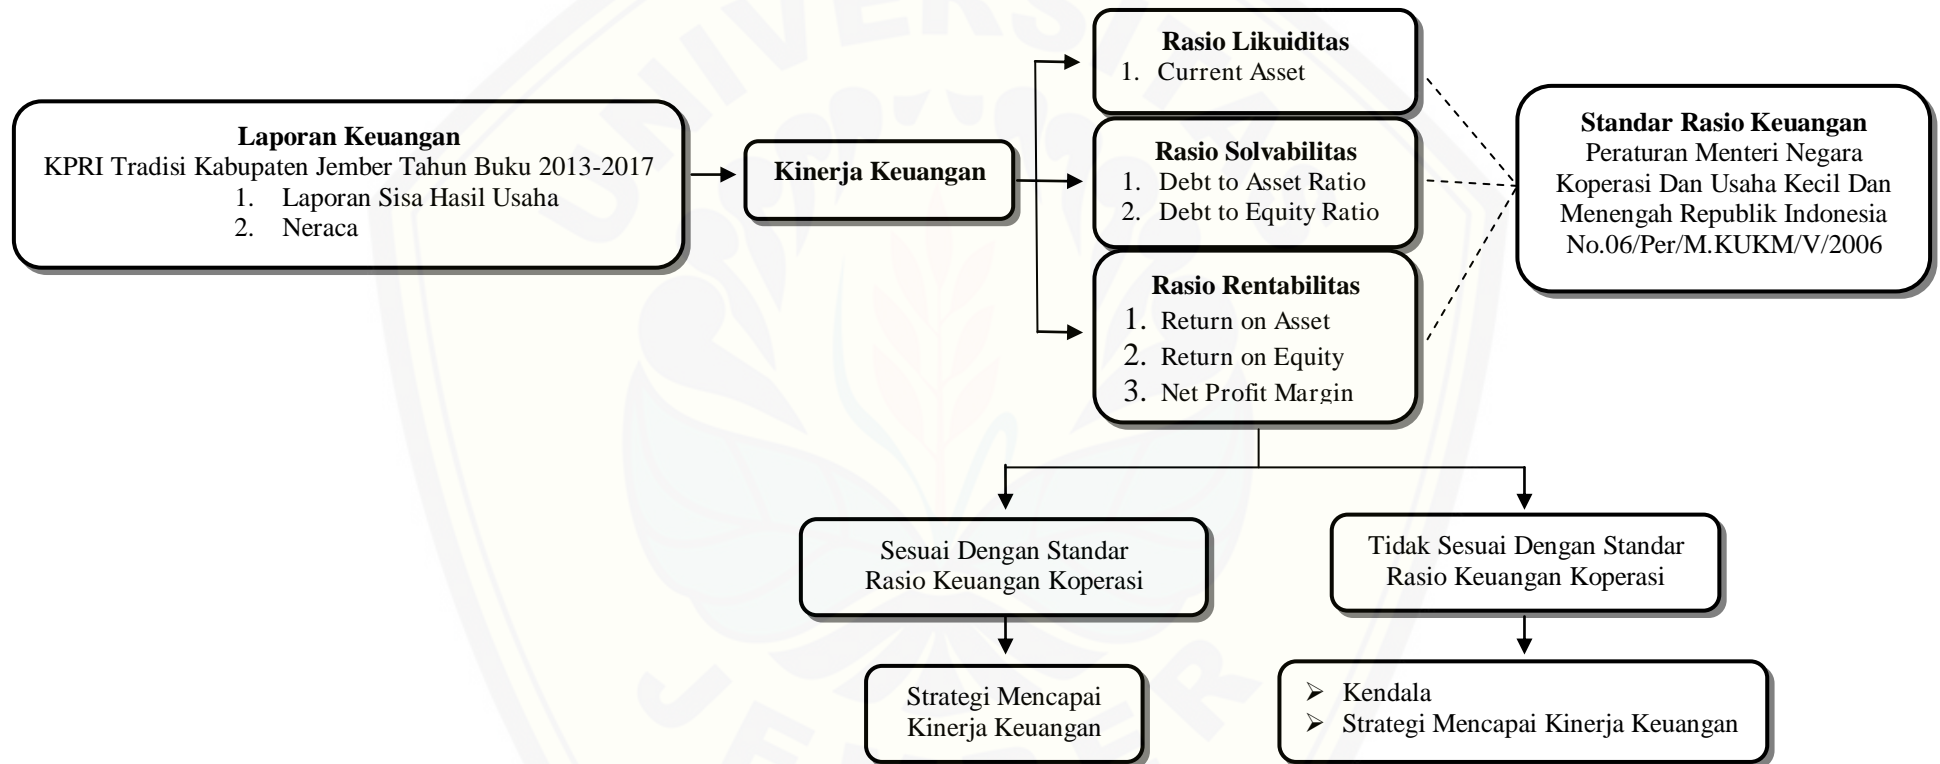 Laporan Keuangan
KPRI Tradisi Kabupaten Jember Tahun Buku 2013-2017
1. Laporan Sisa Hasil Usaha
2. Neraca
Kinerja Keuangan
Rasio Likuiditas
1. Current Asset
Rasio Solvabilitas
1. Debt to Asset Ratio
2. Debt to Equity Ratio
Rasio Rentabilitas
1. Return on Asset
2. Return on Equity
3. Net Profit Margin
Standar Rasio Keuangan
Peraturan Menteri Negara
Koperasi Dan Usaha Kecil Dan
Menengah Republik Indonesia
No.06/Per/M.KUKM/V/2006
Sesuai Dengan Standar
Rasio Keuangan Koperasi
Tidak Sesuai Dengan Standar
Rasio Keuangan Koperasi
Strategi Mencapai
Kinerja Keuangan
➢ Kendala
➢ Strategi Mencapai Kinerja Keuangan
UNIVERSITAS
JEMBER